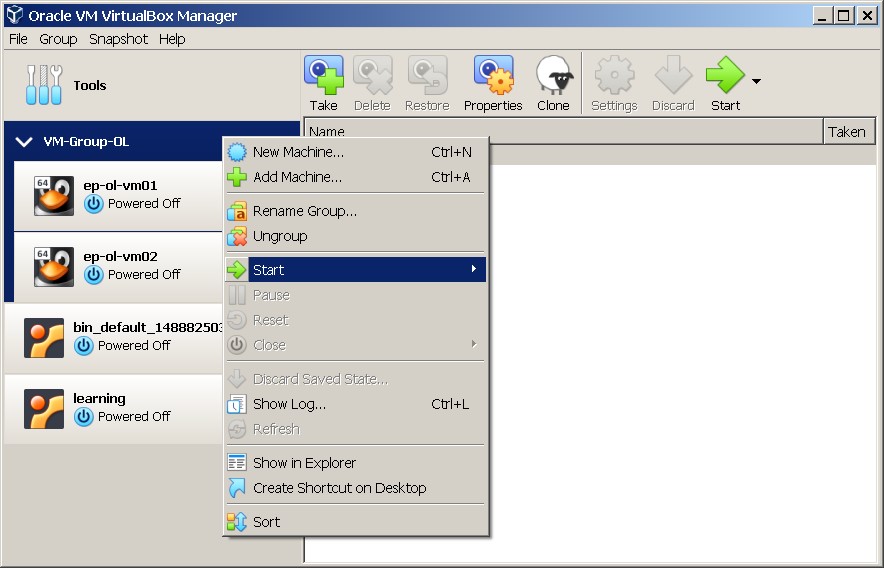 Oracle VM VirtualBox Manager
File Group Snapshot Help
Tools
Take Delete Restore Properties Clone Settings Discard Start
Name Taken
VM-Group-OL
64
ep-ol-vm01
Powered Off
64
ep-ol-vm02
Powered Off
bin_default_148882503
Powered Off
learning
Powered Off
New Machine... Ctrl+N
Add Machine... Ctrl+A
Rename Group...
Ungroup
Start
Pause
Reset
Close
Discard Saved State...
Show Log... Ctrl+L
Refresh
Show in Explorer
Create Shortcut on Desktop
Sort